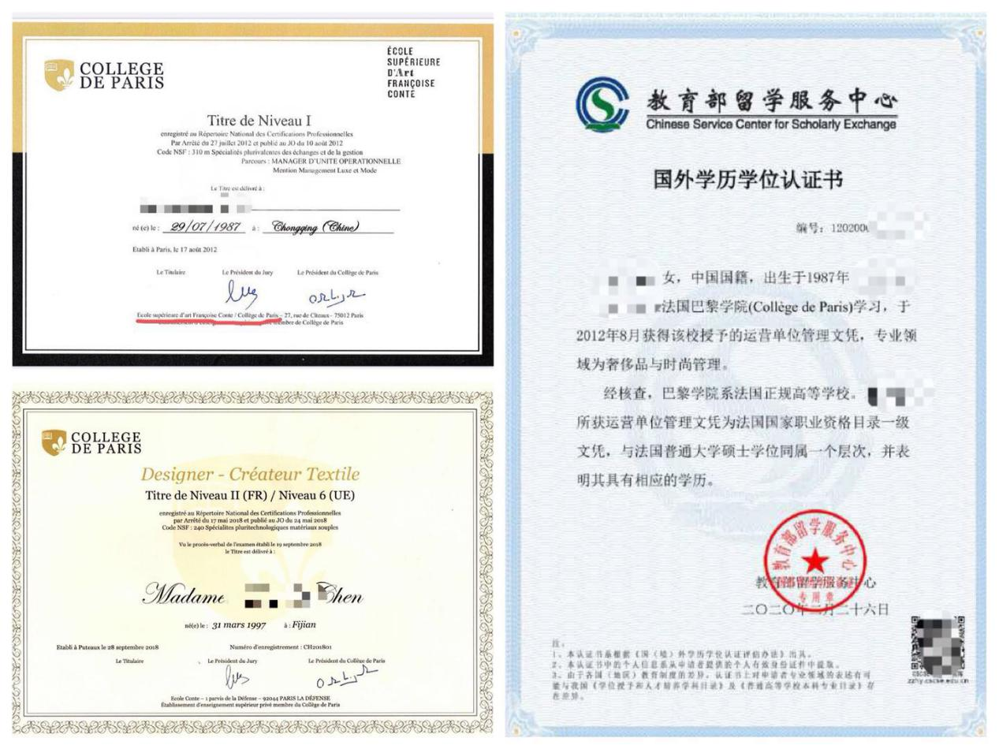 COLLEGE
DE PARIS
ÉCOLE
SUPÉRIEURE
D'Art
FRANÇOISE
CONTE
Titre de Niveau I
enregistré au Répertoire National des Certifications Professionnelles
Par Arrêté du 27 juillet 2012 et publié au JO du 10 août 2012
Code NSF : 310 m Spécialités plurivalentes des échanges et de la gestion
Parcours : MANAGER D'UNITE OPERATIONNELLE
Mention Management Luxe et Mode
Le Titre est délivré à :
né (e) le : 29/07/1987 à : Chongqing (Chine)
Etabli à Paris, le 17 août 2012
Le Titulaire Le Président du Jury Le Président du Collège de Paris
Ecole supérieure d'art Françoise Conte / Collège de Paris – 27, rue de Cîteaux– 75012 Paris
membre de Collège de Paris
COLLEGE
DE PARIS
Designer - Créateur Textile
Titre de Niveau II (FR) / Niveau 6 (UE)
enregistré au Répertoire National des Certifications Professionnelles
par Arrêté du 17 mai 2018 et publié au JO du 24 mai 2018
Code NSF : 240 Spécialites pluritechnologiques matériaux souples
Vu le procès-verbal de l'examen établi le 19 septembre 2018
le Titre est délivré à :
Madame Chen
né(e) le : 31 mars 1997 à : Fijian
Etabli à Puteaux le 28 septembre 2018 Numéro d'enregistrement : CH201801
Le Titulaire Le Président du Jury Le Président du Collège de Paris
Ecole Conte – 1 parvis de la Défense – 92044 PARIS LA DÉFENSE
Établissement d'enseignement supérieur privé membre du Collège de Paris
教育部留学服务中心
Chinese Service Center for Scholarly Exchange
国外学历学位认证书
编号：120200
女，中国国籍，出生于1987年
法国巴黎学院(Collège de Paris)学习，于
2012年8月获得该校授予的运营单位管理文凭，专业领
域为奢侈品与时尚管理。
经核查，巴黎学院系法国正规高等学校。
所获运营单位管理文凭为法国国家职业资格目录一级
文凭，与法国普通大学硕士学位同属一个层次，并表
明其具有相应的学历。
教育部留学服务中心
专用章
教育部留学服务中心
二〇二〇年二月二十六日
注：
1、本认证书系根据《国（境）外学历学位认证评估办法》出具。
2、本认证书中的个人信息系从申请者提供的个人有效身份证件中提取。
3、由于各国（地区）教育制度的差异，认证书上对申请者专业领域的表述有可
能与我国《学位授予和人才培养学科目录》及《普通高等学校本科专业目录》存
在差异。
zzhy.cscse.edu.cn